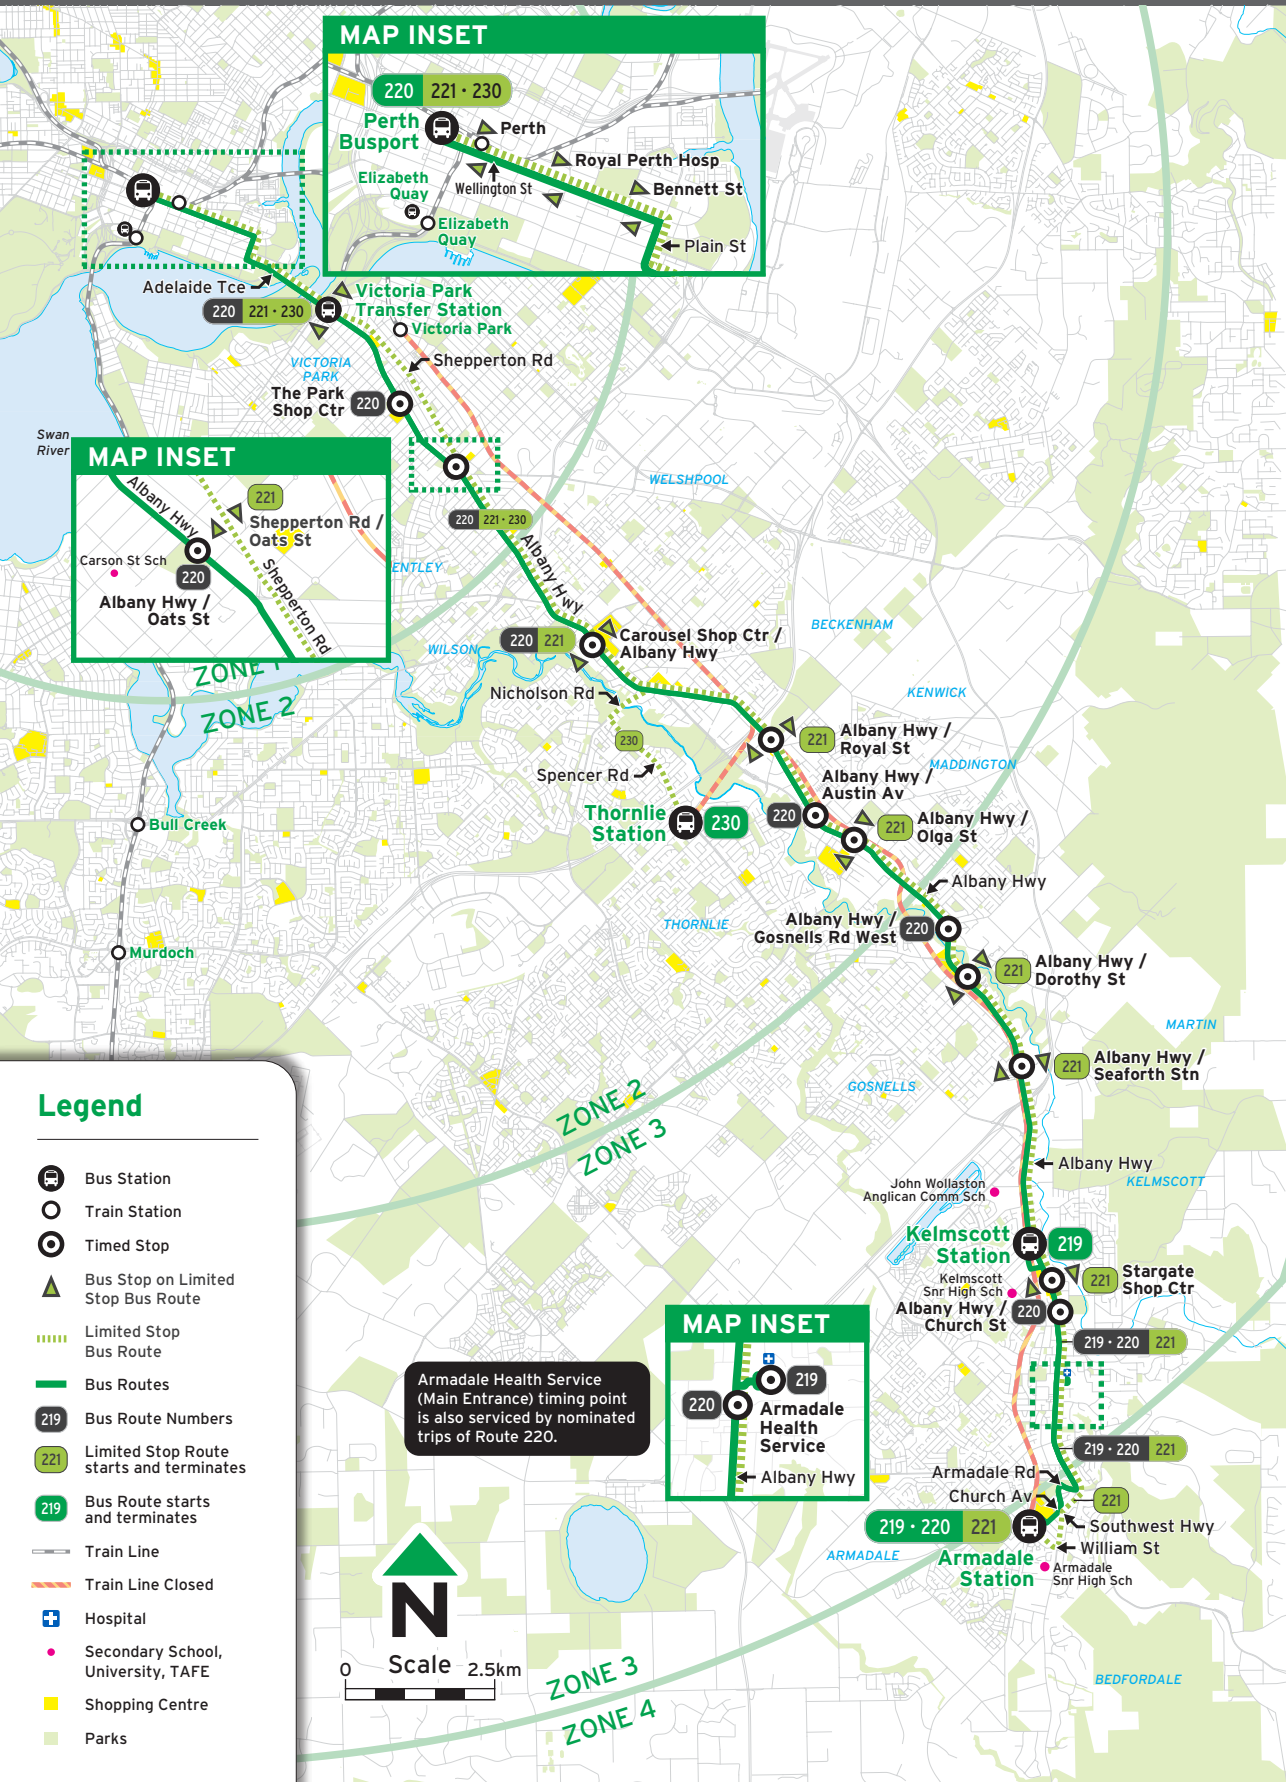 MAP INSET
220 221 • 230
Perth
Busport
Perth
Royal Perth Hosp
Bennett St
Elizabeth
Quay
Wellington St
Elizabeth
Quay
Plain St
Adelaide Tce
220 221 • 230
Victoria Park
Transfer Station
Victoria Park
VICTORIA
PARK
Shepperton Rd
The Park
Shop Ctr
220
Swan
River
MAP INSET
Albany Hwy
221
Shepperton Rd /
Oats St
Carson St Sch
220
Albany Hwy /
Oats St
Shepperton Rd
WELSHPOOL
220 221 • 230
Albany Hwy
ENTLEY
BECKENHAM
220 221
Carousel Shop Ctr /
Albany Hwy
WILSON
ZONE 1
ZONE 2
Nicholson Rd
KENWICK
230
221
Albany Hwy /
Royal St
MADDINGTON
Spencer Rd
Albany Hwy /
Austin Av
Thornlie
Station
230
220
221
Albany Hwy /
Olga St
Bull Creek
Albany Hwy
THORNLIE
Albany Hwy /
Gosnells Rd West
220
Murdoch
221
Albany Hwy /
Dorothy St
MARTIN
221
Albany Hwy /
Seaforth Stn
GOSNELLS
ZONE 2
ZONE 3
Albany Hwy
John Wollaston
Anglican Comm Sch
KELMSCOTT
Kelmscott
Station
219
Kelmscott
Snr High Sch
221
Stargate
Shop Ctr
Albany Hwy /
Church St
220
219 • 220 221
MAP INSET
219
220
Armadale
Health
Service
Albany Hwy
Armadale Health Service
(Main Entrance) timing point
is also serviced by nominated
trips of Route 220.
219 • 220 221
Armadale Rd
Church Av
221
219 • 220 221
Southwest Hwy
William St
ARMADALE
Armadale
Station
Armadale
Snr High Sch
BEDFORDALE
N
Scale
0 2.5km
ZONE 3
ZONE 4
Legend
Bus Station
Train Station
Timed Stop
Bus Stop on Limited
Stop Bus Route
Limited Stop
Bus Route
Bus Routes
219 Bus Route Numbers
221 Limited Stop Route
starts and terminates
219 Bus Route starts
and terminates
Train Line
Train Line Closed
Hospital
Secondary School,
University, TAFE
Shopping Centre
Parks